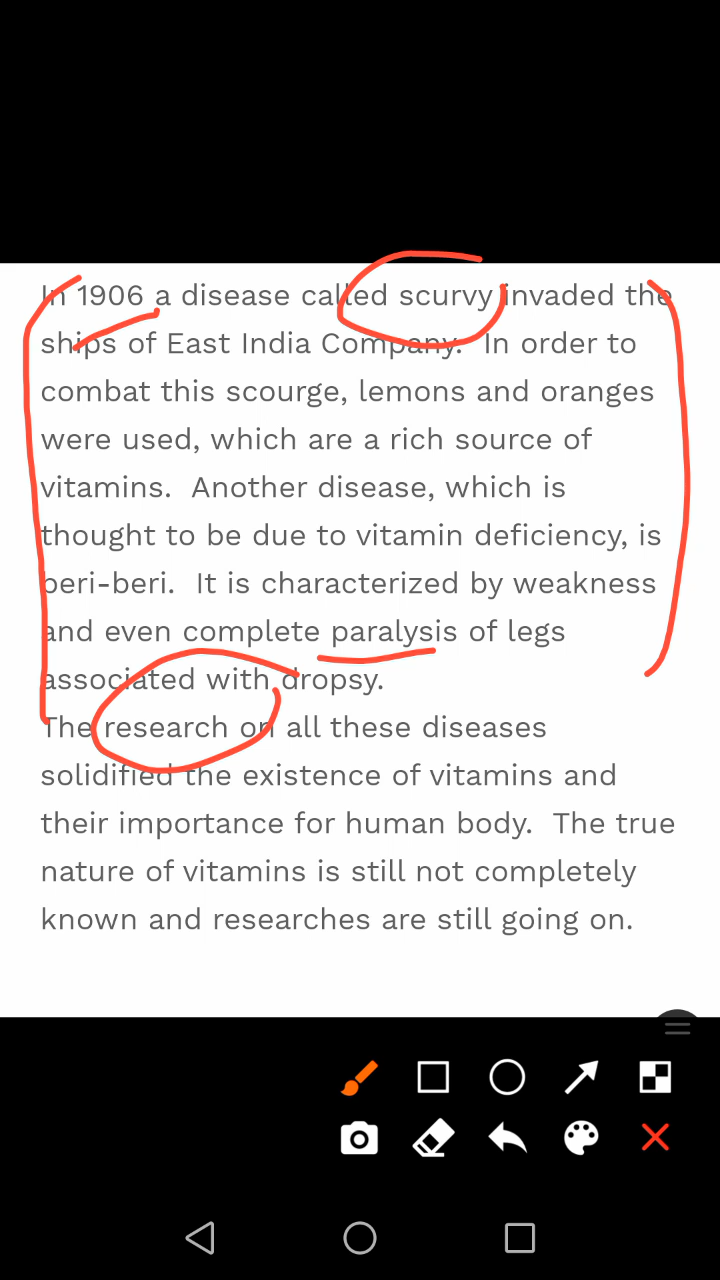 In 1906 a disease called scurvy invaded the
ships of East India Company.  In order to
combat this scourge, lemons and oranges
were used, which are a rich source of
vitamins.  Another disease, which is
thought to be due to vitamin deficiency, is
beri-beri.  It is characterized by weakness
and even complete paralysis of legs
associated with dropsy.
The research on all these diseases
solidified the existence of vitamins and
their importance for human body.  The true
nature of vitamins is still not completely
known and researches are still going on.